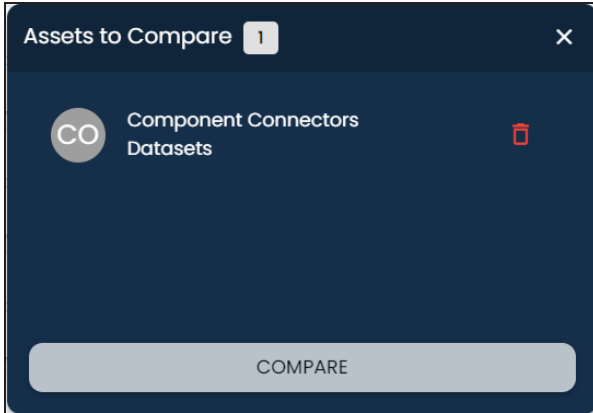 Assets to Compare 1
CO
Component Connectors
Datasets
COMPARE